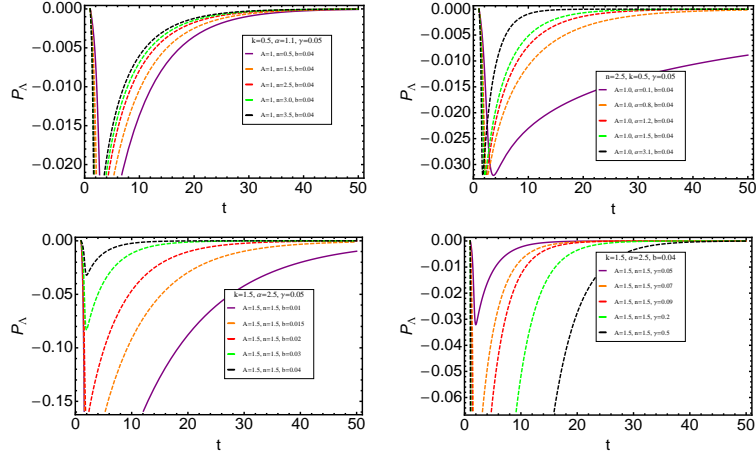 0.000
−0.005
−0.010
−0.015
−0.020
P_Λ
k=0.5, α=1.1, γ=0.05
A=1, n=0.5, b=0.04
A=1, n=1.5, b=0.04
A=1, n=2.5, b=0.04
A=1, n=3.0, b=0.04
A=1, n=3.5, b=0.04
0 10 20 30 40 50
t
0.000
−0.005
−0.010
−0.015
−0.020
−0.025
−0.030
P_Λ
n=2.5, k=0.5, γ=0.05
A=1.0, α=0.1, b=0.04
A=1.0, α=0.8, b=0.04
A=1.0, α=1.2, b=0.04
A=1.0, α=1.5, b=0.04
A=1.0, α=3.1, b=0.04
0 10 20 30 40 50
t
0.00
−0.05
−0.10
−0.15
P_Λ
k=1.5, α=2.5, γ=0.05
A=1.5, n=1.5, b=0.01
A=1.5, n=1.5, b=0.015
A=1.5, n=1.5, b=0.02
A=1.5, n=1.5, b=0.03
A=1.5, n=1.5, b=0.04
0 10 20 30 40 50
t
0.00
−0.01
−0.02
−0.03
−0.04
−0.05
−0.06
P_Λ
k=1.5, α=2.5, b=0.04
A=1.5, n=1.5, γ=0.05
A=1.5, n=1.5, γ=0.07
A=1.5, n=1.5, γ=0.09
A=1.5, n=1.5, γ=0.2
A=1.5, n=1.5, γ=0.5
0 10 20 30 40 50
t